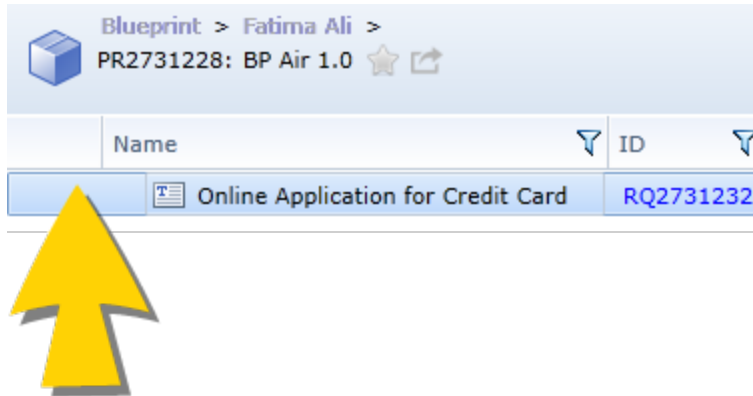 Blueprint > Fatima Ali >
PR2731228: BP Air 1.0
Name ID
T Online Application for Credit Card RQ2731232